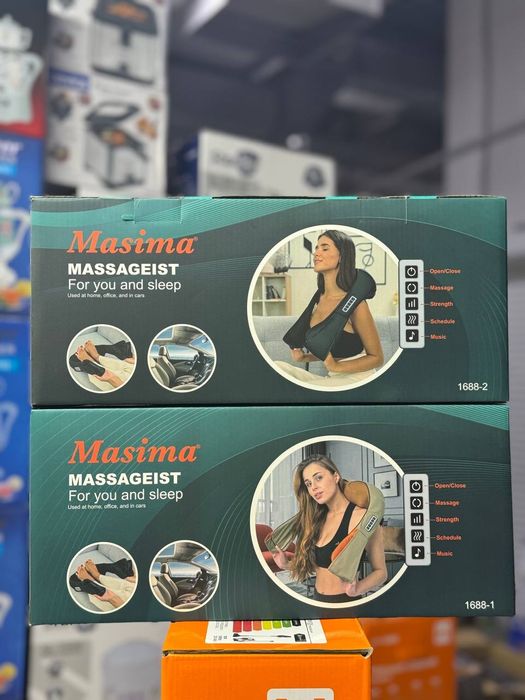 Masima®
MASSAGEIST
For you and sleep
Used at home, office, and in cars
Open/Close
Massage
Strength
Schedule
Music
1688-2
Masima®
MASSAGEIST
For you and sleep
Used at home, office, and in cars
Open/Close
Massage
Strength
Schedule
Music
1688-1